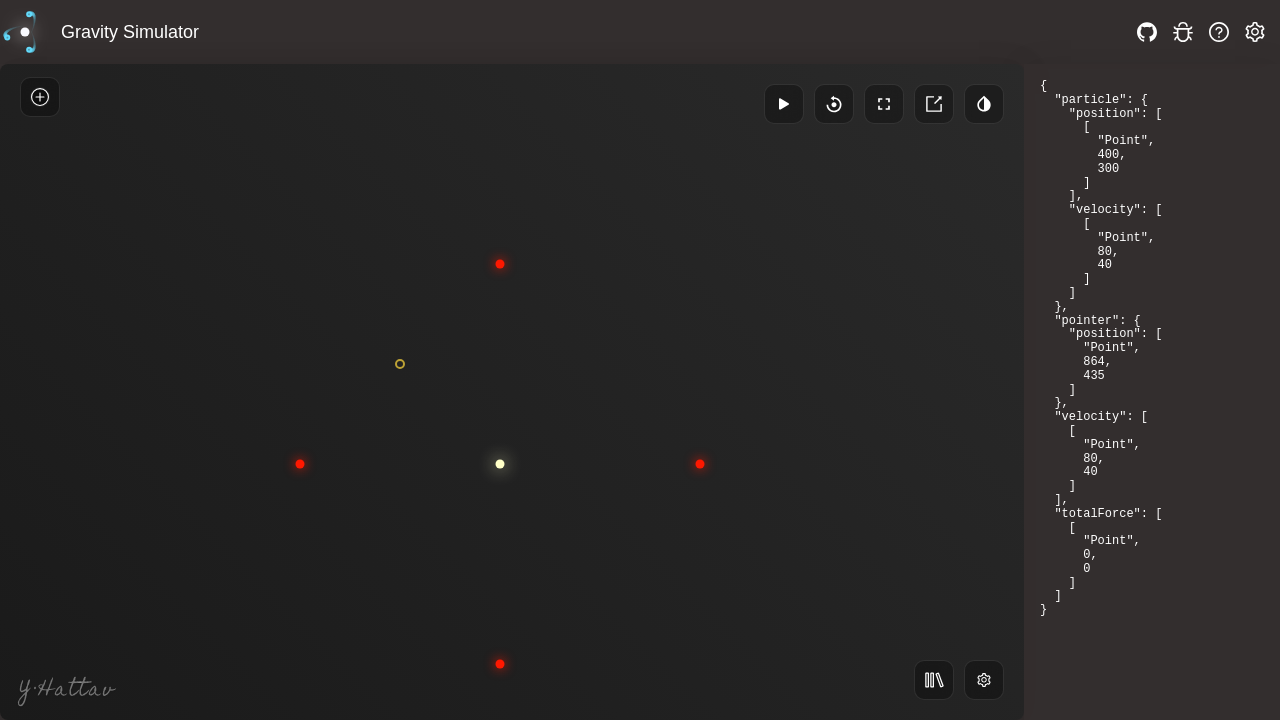 Gravity Simulator
{
"particle": {
"position": [
[
"Point",
400,
300
]
],
"velocity": [
[
"Point",
80,
40
]
]
},
"pointer": {
"position": [
"Point",
864,
435
]
},
"velocity": [
[
"Point",
80,
40
]
],
"totalForce": [
[
"Point",
0,
0
]
]
}
Y·Hattav